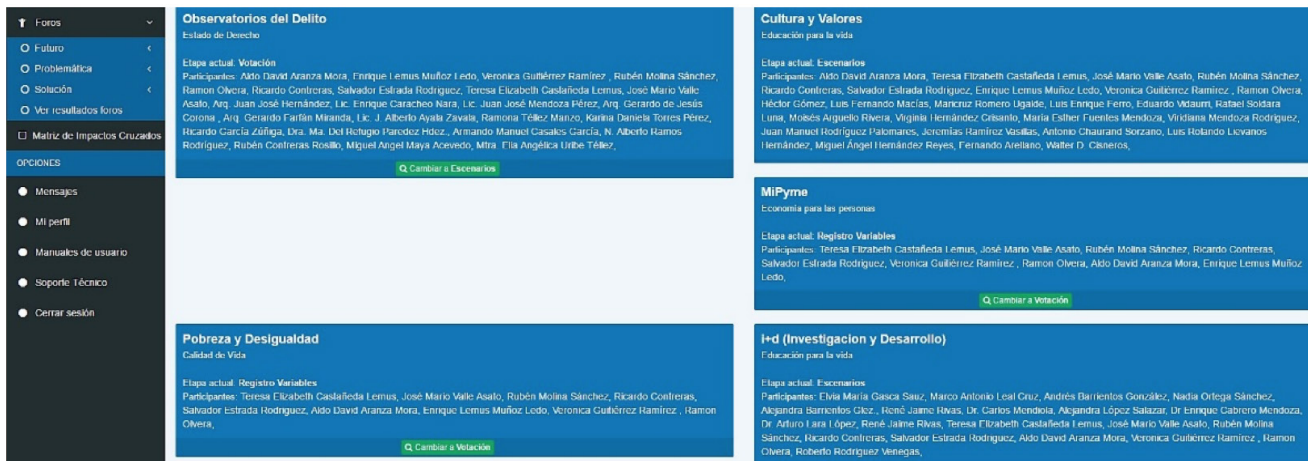 Foros
Futuro
Problemática
Solución
Ver resultados foros
Matriz de Impactos Cruzados
OPCIONES
Mensajes
Mi perfil
Manuales de usuario
Soporte Técnico
Cerrar sesión
Observatorios del Delito
Estado de Derecho
Etapa actual: Votación
Participantes: Aldo David Aranza Mora, Enrique Lemus Muñoz Ledo, Veronica Gutiérrez Ramírez , Rubén Molina Sánchez,
Ramon Olvera, Ricardo Contreras, Salvador Estrada Rodriguez, Teresa Elizabeth Castañeda Lemus, José Mario Valle
Asato, Arq. Juan José Hernández, Lic. Enrique Caracheo Nara, Lic. Juan José Mendoza Pérez, Arq. Gerardo de Jesús
Corona , Arq. Gerardo Farfán Miranda, Lic. J. Alberto Ayala Zavala, Ramona Téllez Manzo, Karina Daniela Torres Pérez,
Ricardo García Zúñiga, Dra. Ma. Del Refugio Paredez Hdez., Armando Manuel Casales García, N. Alberto Ramos
Rodríguez, Rubén Contreras Rosillo, Miguel Angel Maya Acevedo, Mtra. Elia Angélica Uribe Téllez,
Cambiar a Escenarios
Cultura y Valores
Educación para la vida
Etapa actual: Escenarios
Participantes: Aldo David Aranza Mora, Teresa Elizabeth Castañeda Lemus, José Mario Valle Asato, Rubén Molina Sánchez,
Ricardo Contreras, Salvador Estrada Rodriguez, Enrique Lemus Muñoz Ledo, Veronica Gutiérrez Ramírez , Ramon Olvera,
Héctor Gómez, Luis Fernando Macías, Maricruz Romero Ugalde, Luis Enrique Ferro, Eduardo Vidaurri, Rafael Soldara
Luna, Moisés Arguello Rivera, Virginia Hernández Crisanto, María Esther Fuentes Mendoza, Viridiana Mendoza Rodríguez,
Juan Manuel Rodríguez Palomares, Jeremías Ramírez Vasillas, Antonio Chaurand Sorzano, Luis Rolando Lievanos
Hernández, Miguel Ángel Hernández Reyes, Fernando Arellano, Walter D. Cisneros,
MiPyme
Economía para las personas
Etapa actual: Registro Variables
Participantes: Teresa Elizabeth Castañeda Lemus, José Mario Valle Asato, Rubén Molina Sánchez, Ricardo Contreras,
Salvador Estrada Rodriguez, Veronica Gutiérrez Ramírez , Ramon Olvera, Aldo David Aranza Mora, Enrique Lemus Muñoz
Ledo,
Cambiar a Votación
Pobreza y Desigualdad
Calidad de Vida
Etapa actual: Registro Variables
Participantes: Teresa Elizabeth Castañeda Lemus, José Mario Valle Asato, Rubén Molina Sánchez, Ricardo Contreras,
Salvador Estrada Rodriguez, Aldo David Aranza Mora, Enrique Lemus Muñoz Ledo, Veronica Gutiérrez Ramírez , Ramon
Olvera,
Cambiar a Votación
i+d (Investigacion y Desarrollo)
Educación para la vida
Etapa actual: Escenarios
Participantes: Elvia María Gasca Sauz, Marco Antonio Leal Cruz, Andrés Barrientos González, Nadia Ortega Sánchez,
Alejandra Barrientos Glez., René Jaime Rivas, Dr. Carlos Mendiola, Alejandra López Salazar, Dr Enrique Cabrero Mendoza,
Dr. Arturo Lara López, René Jaime Rivas, Teresa Elizabeth Castañeda Lemus, José Mario Valle Asato, Rubén Molina
Sánchez, Ricardo Contreras, Salvador Estrada Rodriguez, Aldo David Aranza Mora, Veronica Gutiérrez Ramírez , Ramon
Olvera, Roberto Rodriguez Venegas,